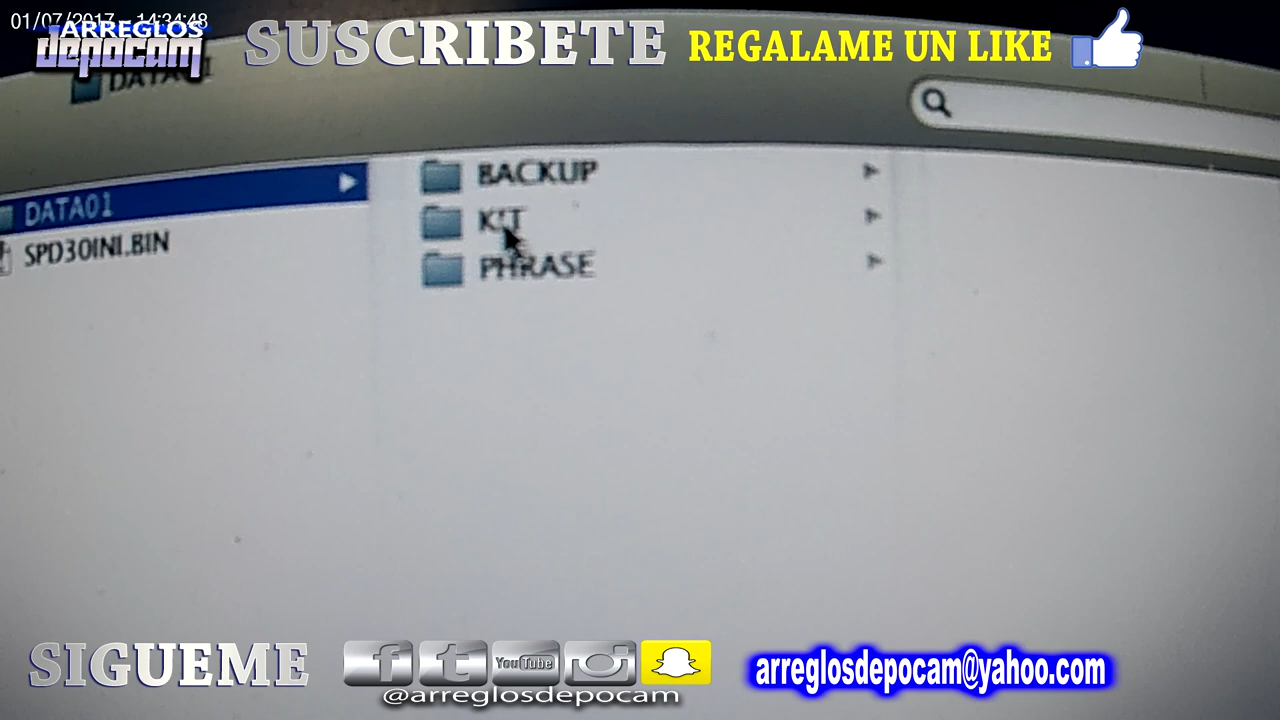 01/07/2017 14:34:48
ARREGLOS
depocam
SUSCRIBETE
REGALAME UN LIKE
DATA01
DATA01
SPD30INI.BIN
BACKUP
KIT
PHRASE
SIGUEME
f
t
YouTube
@arreglosdepocam
arreglosdepocam@yahoo.com